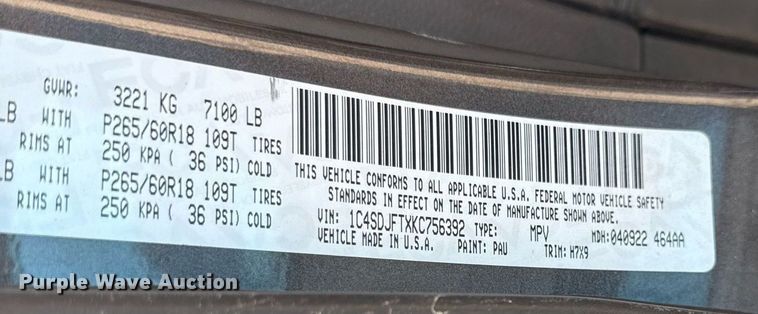 GVWR: 3221 KG 7100 LB
LB WITH P265/60R18 109T TIRES
RIMS AT 250 KPA ( 36 PSI) COLD
LB WITH P265/60R18 109T TIRES
RIMS AT 250 KPA ( 36 PSI) COLD
THIS VEHICLE CONFORMS TO ALL APPLICABLE U.S.A. FEDERAL MOTOR VEHICLE SAFETY
STANDARDS IN EFFECT ON THE DATE OF MANUFACTURE SHOWN ABOVE.
VIN: 1C4SDJFTXKC756392 TYPE: MPV MDH:040922 464AA
VEHICLE MADE IN U.S.A. PAINT: PAU TRIM: H7X9
Purple Wave Auction